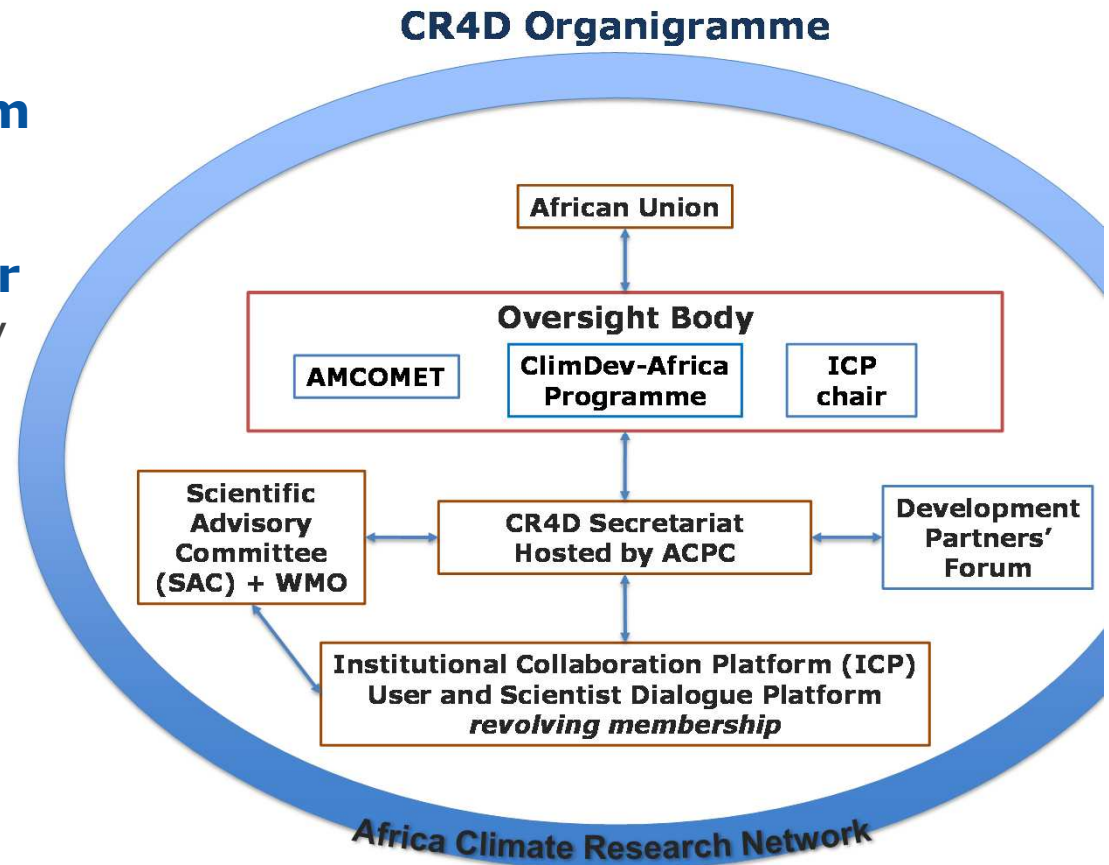 CR4D Organigramme
African Union
Oversight Body
AMCOMET
ClimDev-Africa
Programme
ICP
chair
Scientific
Advisory
Committee
(SAC) + WMO
CR4D Secretariat
Hosted by ACPC
Development
Partners’
Forum
Institutional Collaboration Platform (ICP)
User and Scientist Dialogue Platform
revolving membership
Africa Climate Research Network